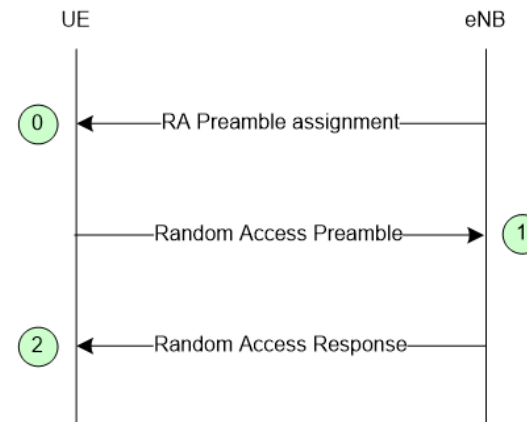 UE
eNB
0
RA Preamble assignment
Random Access Preamble
1
2
Random Access Response